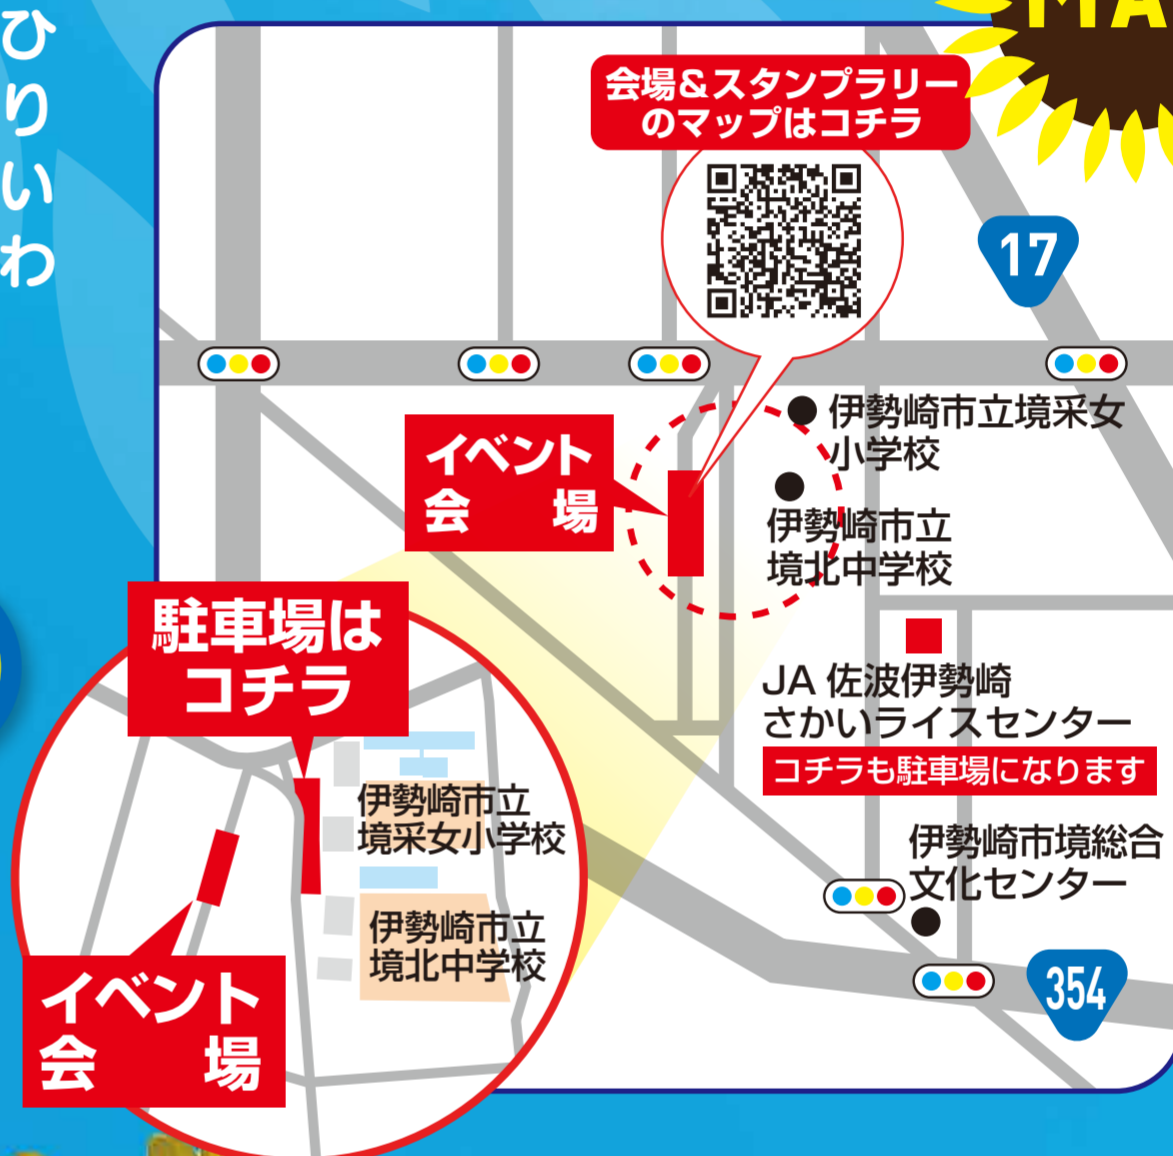 ひりいわ
MA
会場&スタンプラリー
のマップはコチラ
17
伊勢崎市立境采女
小学校
イベント
会場
伊勢崎市立
境北中学校
駐車場は
コチラ
JA 佐波伊勢崎
さかいライスセンター
コチラも駐車場になります
伊勢崎市立
境采女小学校
伊勢崎市境総合
文化センター
伊勢崎市立
境北中学校
イベント
会場
354